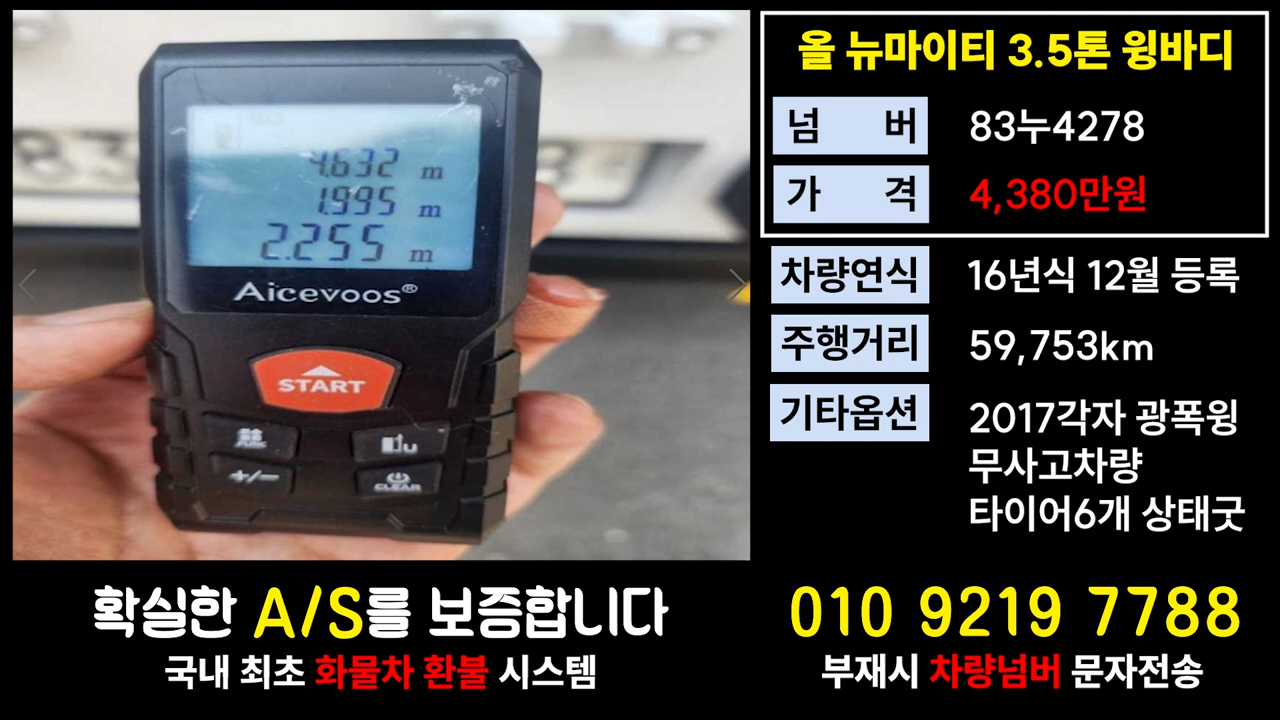 4.632 m
1.995 m
2.255 m
Aicevoos®
START
FUNC
+/−
CLEAR
올 뉴마이티 3.5톤 윙바디
넘 버 83누4278
가 격 4,380만원
차량연식 16년식 12월 등록
주행거리 59,753km
기타옵션 2017각자 광폭윙
무사고차량
타이어6개 상태굿
확실한 A/S를 보증합니다
국내 최초 화물차 환불 시스템
010 9219 7788
부재시 차량넘버 문자전송